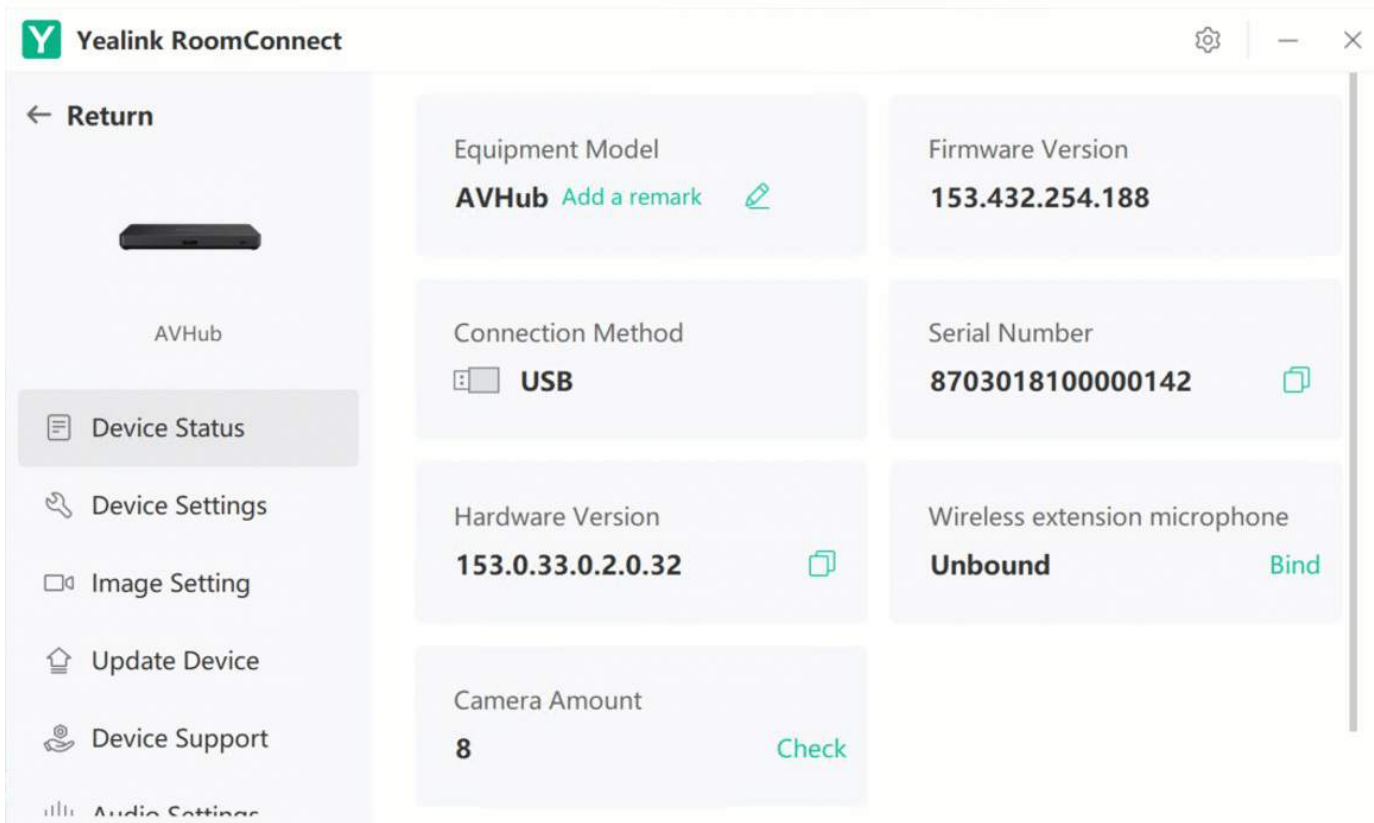 Yealink RoomConnect
Return
AVHub
Device Status
Device Settings
Image Setting
Update Device
Device Support
Audio Settings
Equipment Model
AVHub Add a remark
Firmware Version
153.432.254.188
Connection Method
USB
Serial Number
8703018100000142
Hardware Version
153.0.33.0.2.0.32
Wireless extension microphone
Unbound Bind
Camera Amount
8 Check